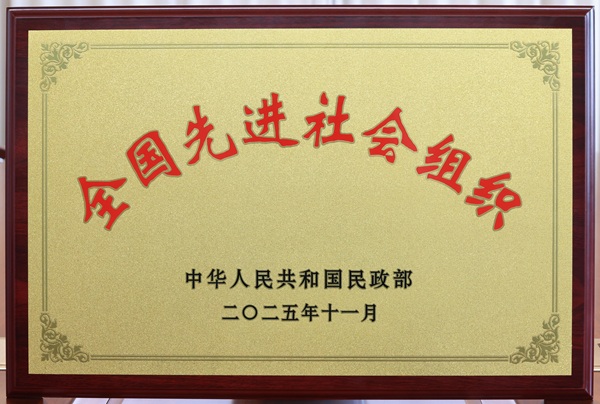 全国先进社会组织
中华人民共和国民政部
二〇二五年十一月